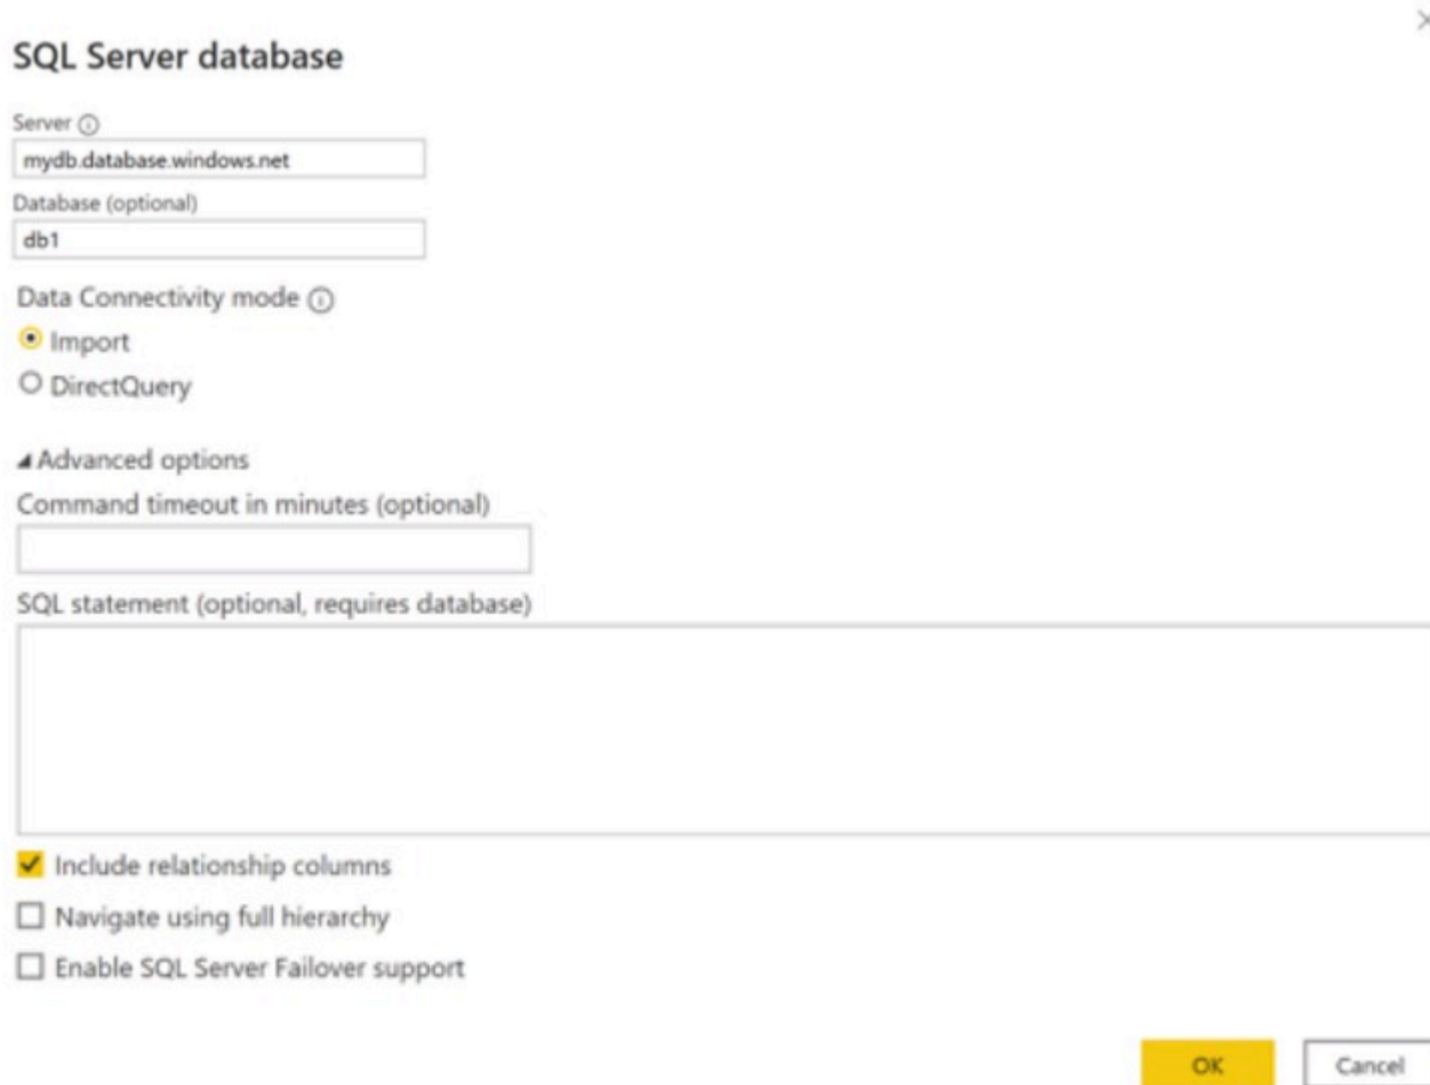 SQL Server database
Server
mydb.database.windows.net
Database (optional)
db1
Data Connectivity mode
Import
DirectQuery
Advanced options
Command timeout in minutes (optional)
SQL statement (optional, requires database)
Include relationship columns
Navigate using full hierarchy
Enable SQL Server Failover support
OK Cancel